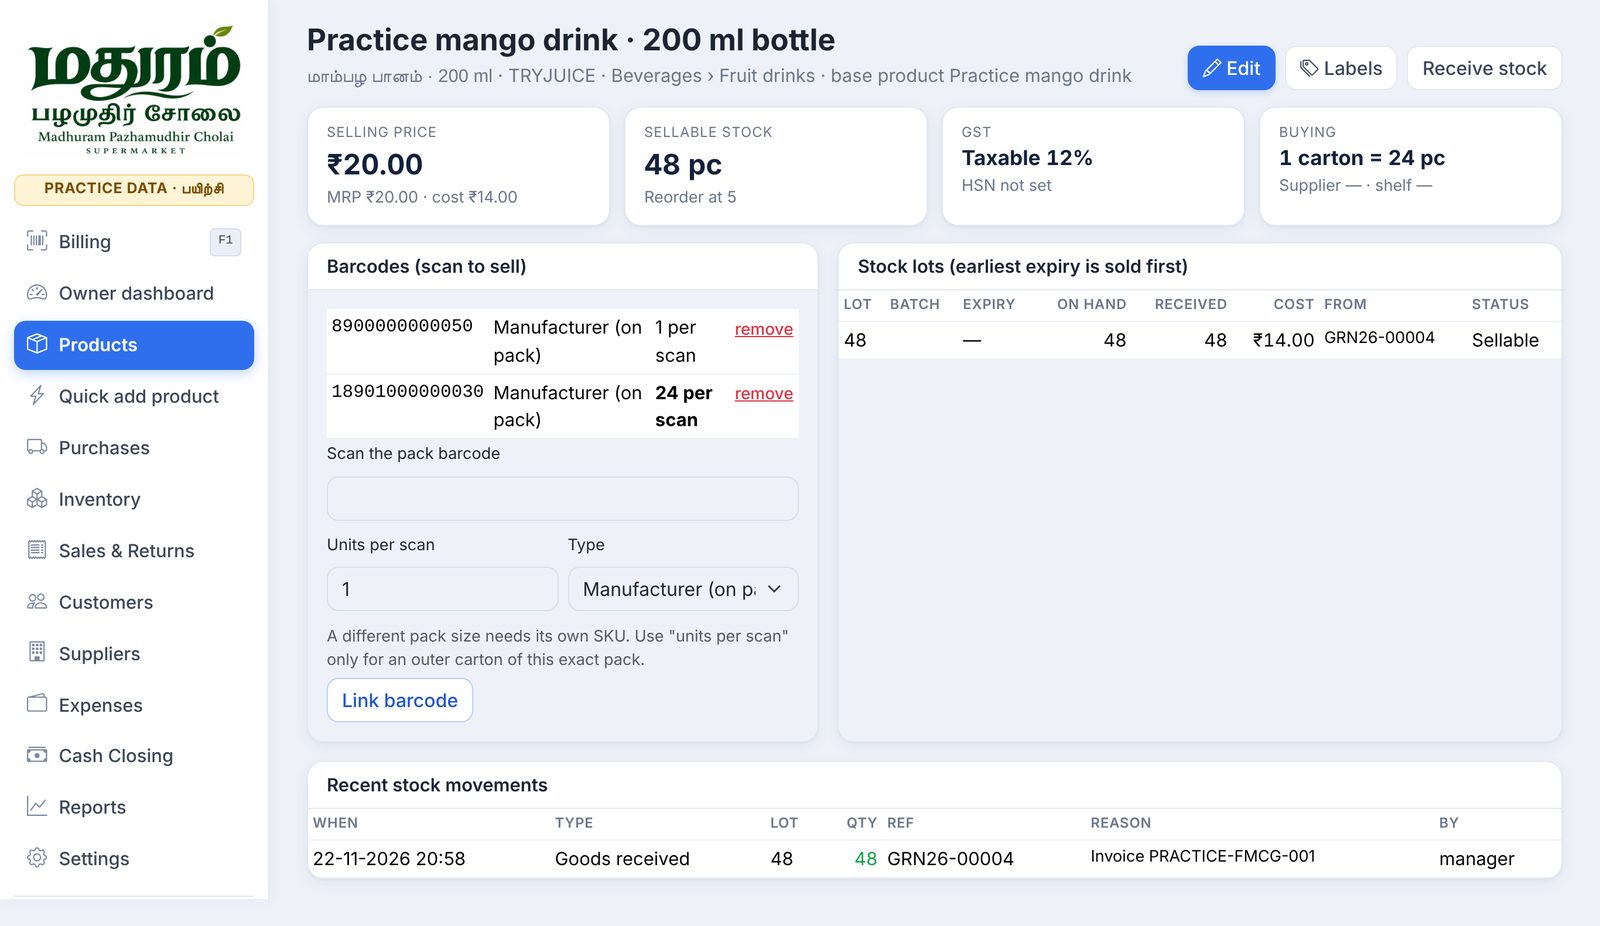 மதுரம்
பழமுதிர் சோலை
Madhuram Pazhamudhir Cholai
SUPERMARKET
PRACTICE DATA · பயிற்சி
Billing F1
Owner dashboard
Products
Quick add product
Purchases
Inventory
Sales & Returns
Customers
Suppliers
Expenses
Cash Closing
Reports
Settings
Practice mango drink · 200 ml bottle
மாம்பழ பானம் · 200 ml · TRYJUICE · Beverages › Fruit drinks · base product Practice mango drink
Edit
Labels
Receive stock
SELLING PRICE
₹20.00
MRP ₹20.00 · cost ₹14.00
SELLABLE STOCK
48 pc
Reorder at 5
GST
Taxable 12%
HSN not set
BUYING
1 carton = 24 pc
Supplier — · shelf —
Barcodes (scan to sell)
8900000000050 Manufacturer (on pack) 1 per scan remove
18901000000030 Manufacturer (on pack) 24 per scan remove
Scan the pack barcode
Units per scan Type
1 Manufacturer (on pa
A different pack size needs its own SKU. Use "units per scan"
only for an outer carton of this exact pack.
Link barcode
Stock lots (earliest expiry is sold first)
LOT BATCH EXPIRY ON HAND RECEIVED COST FROM STATUS
48 — 48 48 ₹14.00 GRN26-00004 Sellable
Recent stock movements
WHEN TYPE LOT QTY REF REASON BY
22-11-2026 20:58 Goods received 48 48 GRN26-00004 Invoice PRACTICE-FMCG-001 manager